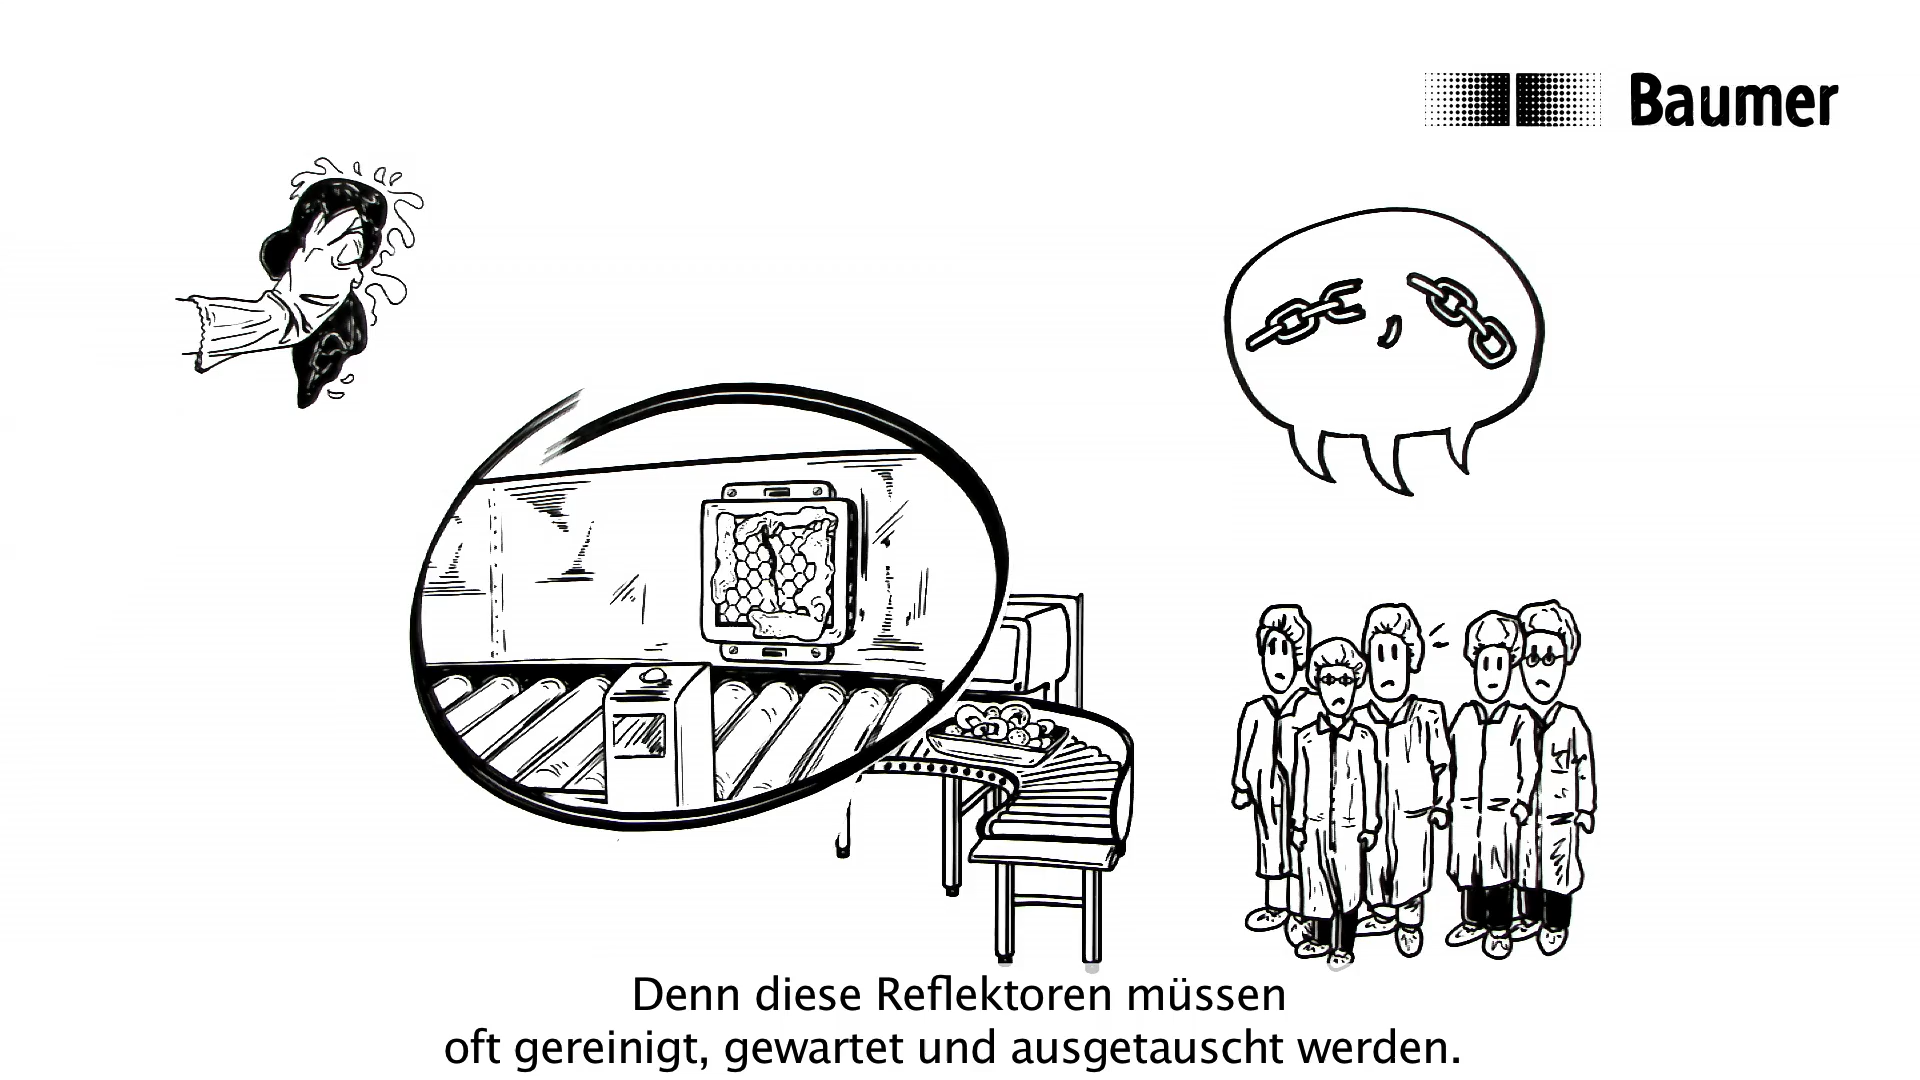 Baumer
Denn diese Reflektoren müssen
oft gereinigt, gewartet und ausgetauscht werden.